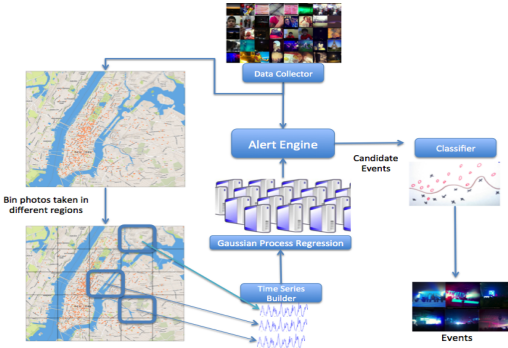 Data Collector
Alert Engine
Classifier
Candidate
Events
Bin photos taken in
different regions
Gaussian Process Regression
Time Series
Builder
Events